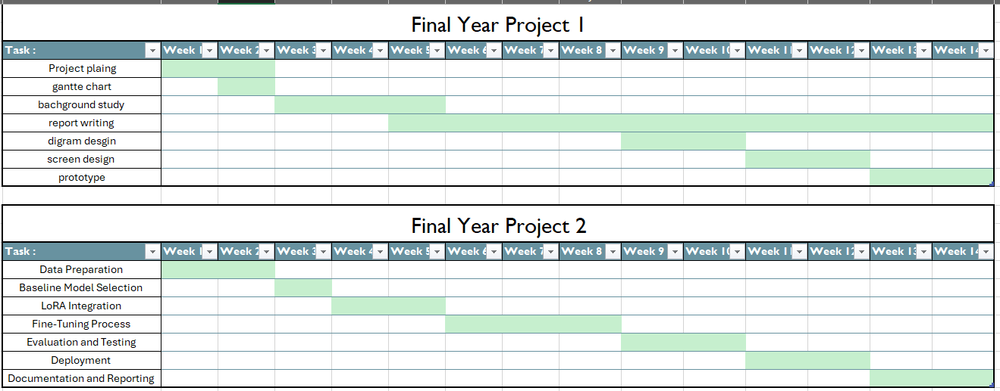 Final Year Project 1
Task : Week 1 Week 2 Week 3 Week 4 Week 5 Week 6 Week 7 Week 8 Week 9 Week 10 Week 11 Week 12 Week 13 Week 14
Project plaing
gantte chart
bachground study
report writing
digram desgin
screen design
prototype
Final Year Project 2
Task : Week 1 Week 2 Week 3 Week 4 Week 5 Week 6 Week 7 Week 8 Week 9 Week 10 Week 11 Week 12 Week 13 Week 14
Data Preparation
Baseline Model Selection
LoRA Integration
Fine-Tuning Process
Evaluation and Testing
Deployment
Documentation and Reporting